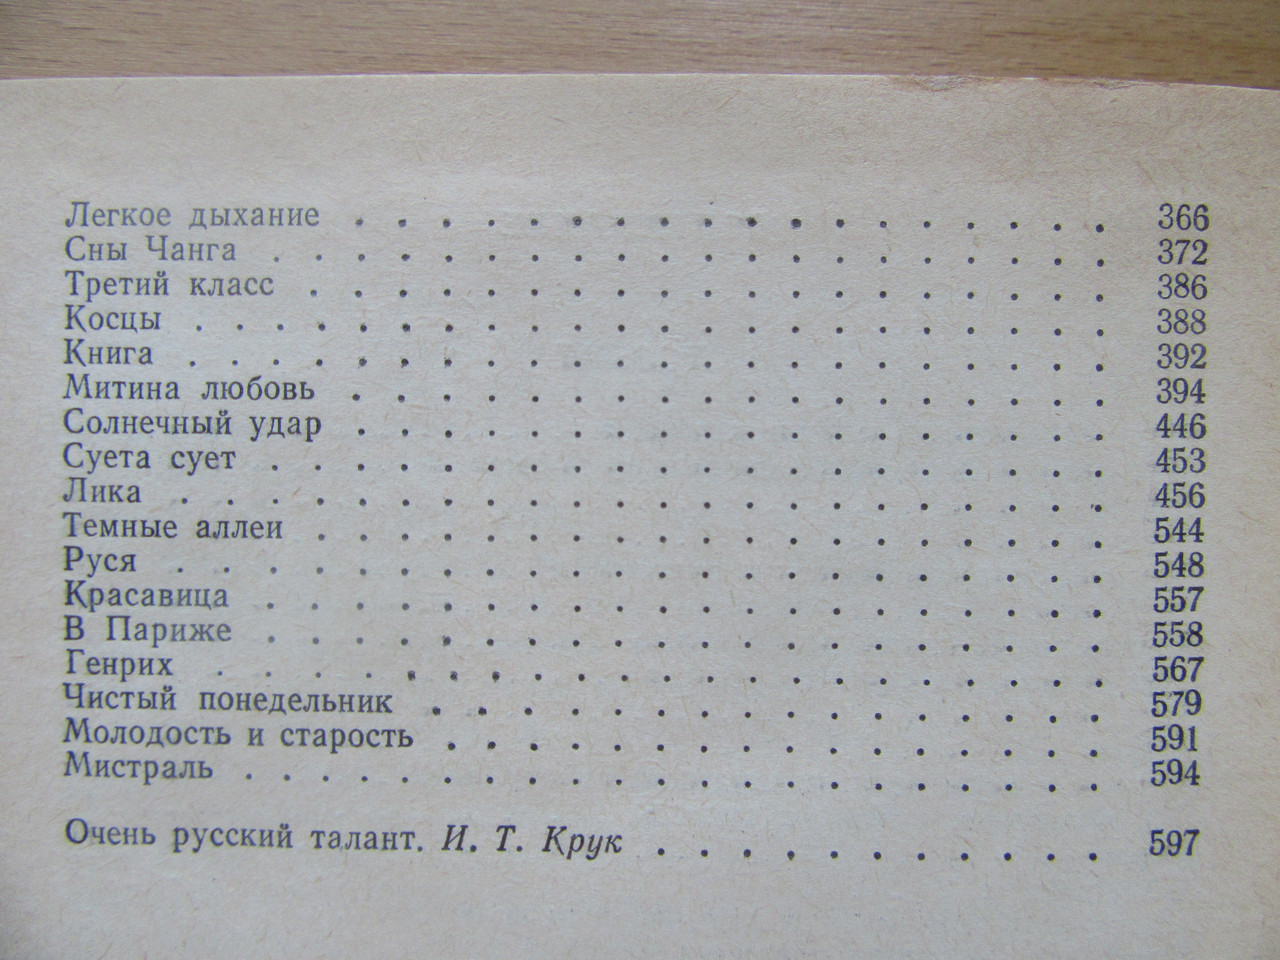 Легкое дыхание . . . . . . . . . . . . . . . . . . 366
Сны Чанга . . . . . . . . . . . . . . . . . . . . 372
Третий класс . . . . . . . . . . . . . . . . . . . 386
Косцы . . . . . . . . . . . . . . . . . . . . . . 388
Книга . . . . . . . . . . . . . . . . . . . . . . 392
Митина любовь . . . . . . . . . . . . . . . . . . 394
Солнечный удар . . . . . . . . . . . . . . . . . . 446
Суета сует . . . . . . . . . . . . . . . . . . . . 453
Лика . . . . . . . . . . . . . . . . . . . . . . 456
Темные аллеи . . . . . . . . . . . . . . . . . . . 544
Руся . . . . . . . . . . . . . . . . . . . . . . 548
Красавица . . . . . . . . . . . . . . . . . . . . 557
В Париже . . . . . . . . . . . . . . . . . . . . 558
Генрих . . . . . . . . . . . . . . . . . . . . . 567
Чистый понедельник . . . . . . . . . . . . . . . . 579
Молодость и старость . . . . . . . . . . . . . . . . 591
Мистраль . . . . . . . . . . . . . . . . . . . . . 594
Очень русский талант. И. Т. Крук . . . . . . . . . . . 597